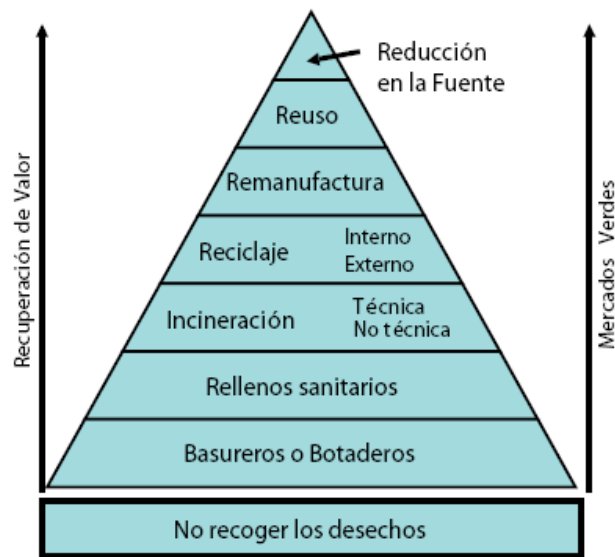 Reducción
en la Fuente
Reuso
Remanufactura
Reciclaje
Interno
Externo
Incineración
Técnica
No técnica
Rellenos sanitarios
Basureros o Botaderos
No recoger los desechos
Recuperación de Valor
Mercados Verdes